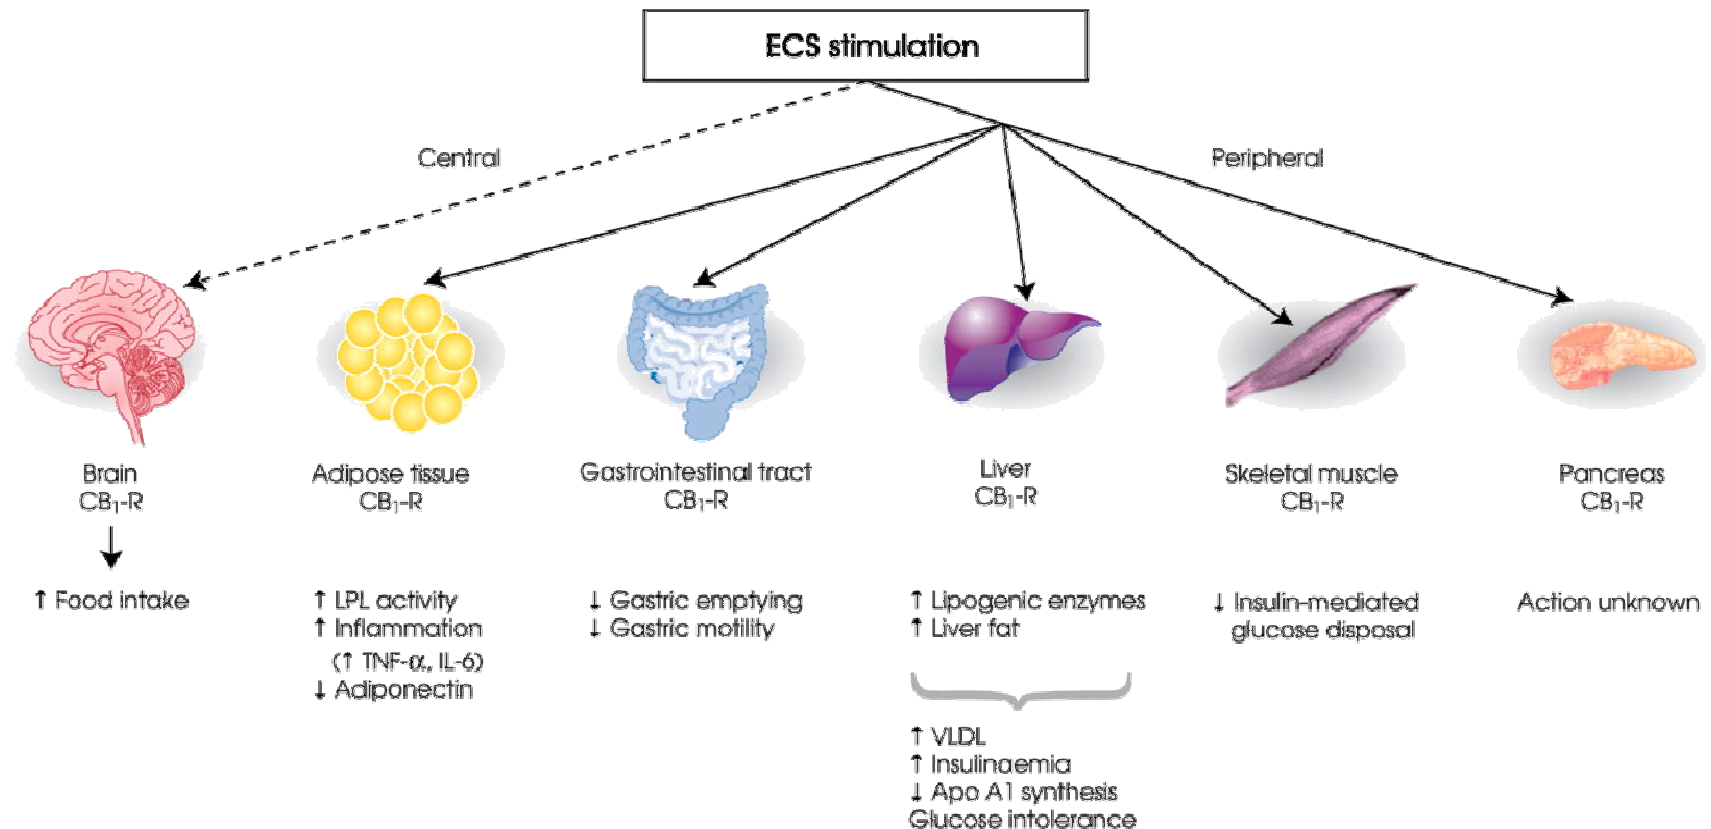 ECS stimulation
Central
Peripheral
Brain
CB₁-R
Adipose tissue
CB₁-R
Gastrointestinal tract
CB₁-R
Liver
CB₁-R
Skeletal muscle
CB₁-R
Pancreas
CB₁-R
↑ Food intake
↑ LPL activity
↑ Inflammation
(↑ TNF-α, IL-6)
↓ Adiponectin
↓ Gastric emptying
↓ Gastric motility
↑ Lipogenic enzymes
↑ Liver fat
↑ VLDL
↑ Insulinaemia
↓ Apo A1 synthesis
Glucose intolerance
↓ Insulin-mediated
glucose disposal
Action unknown